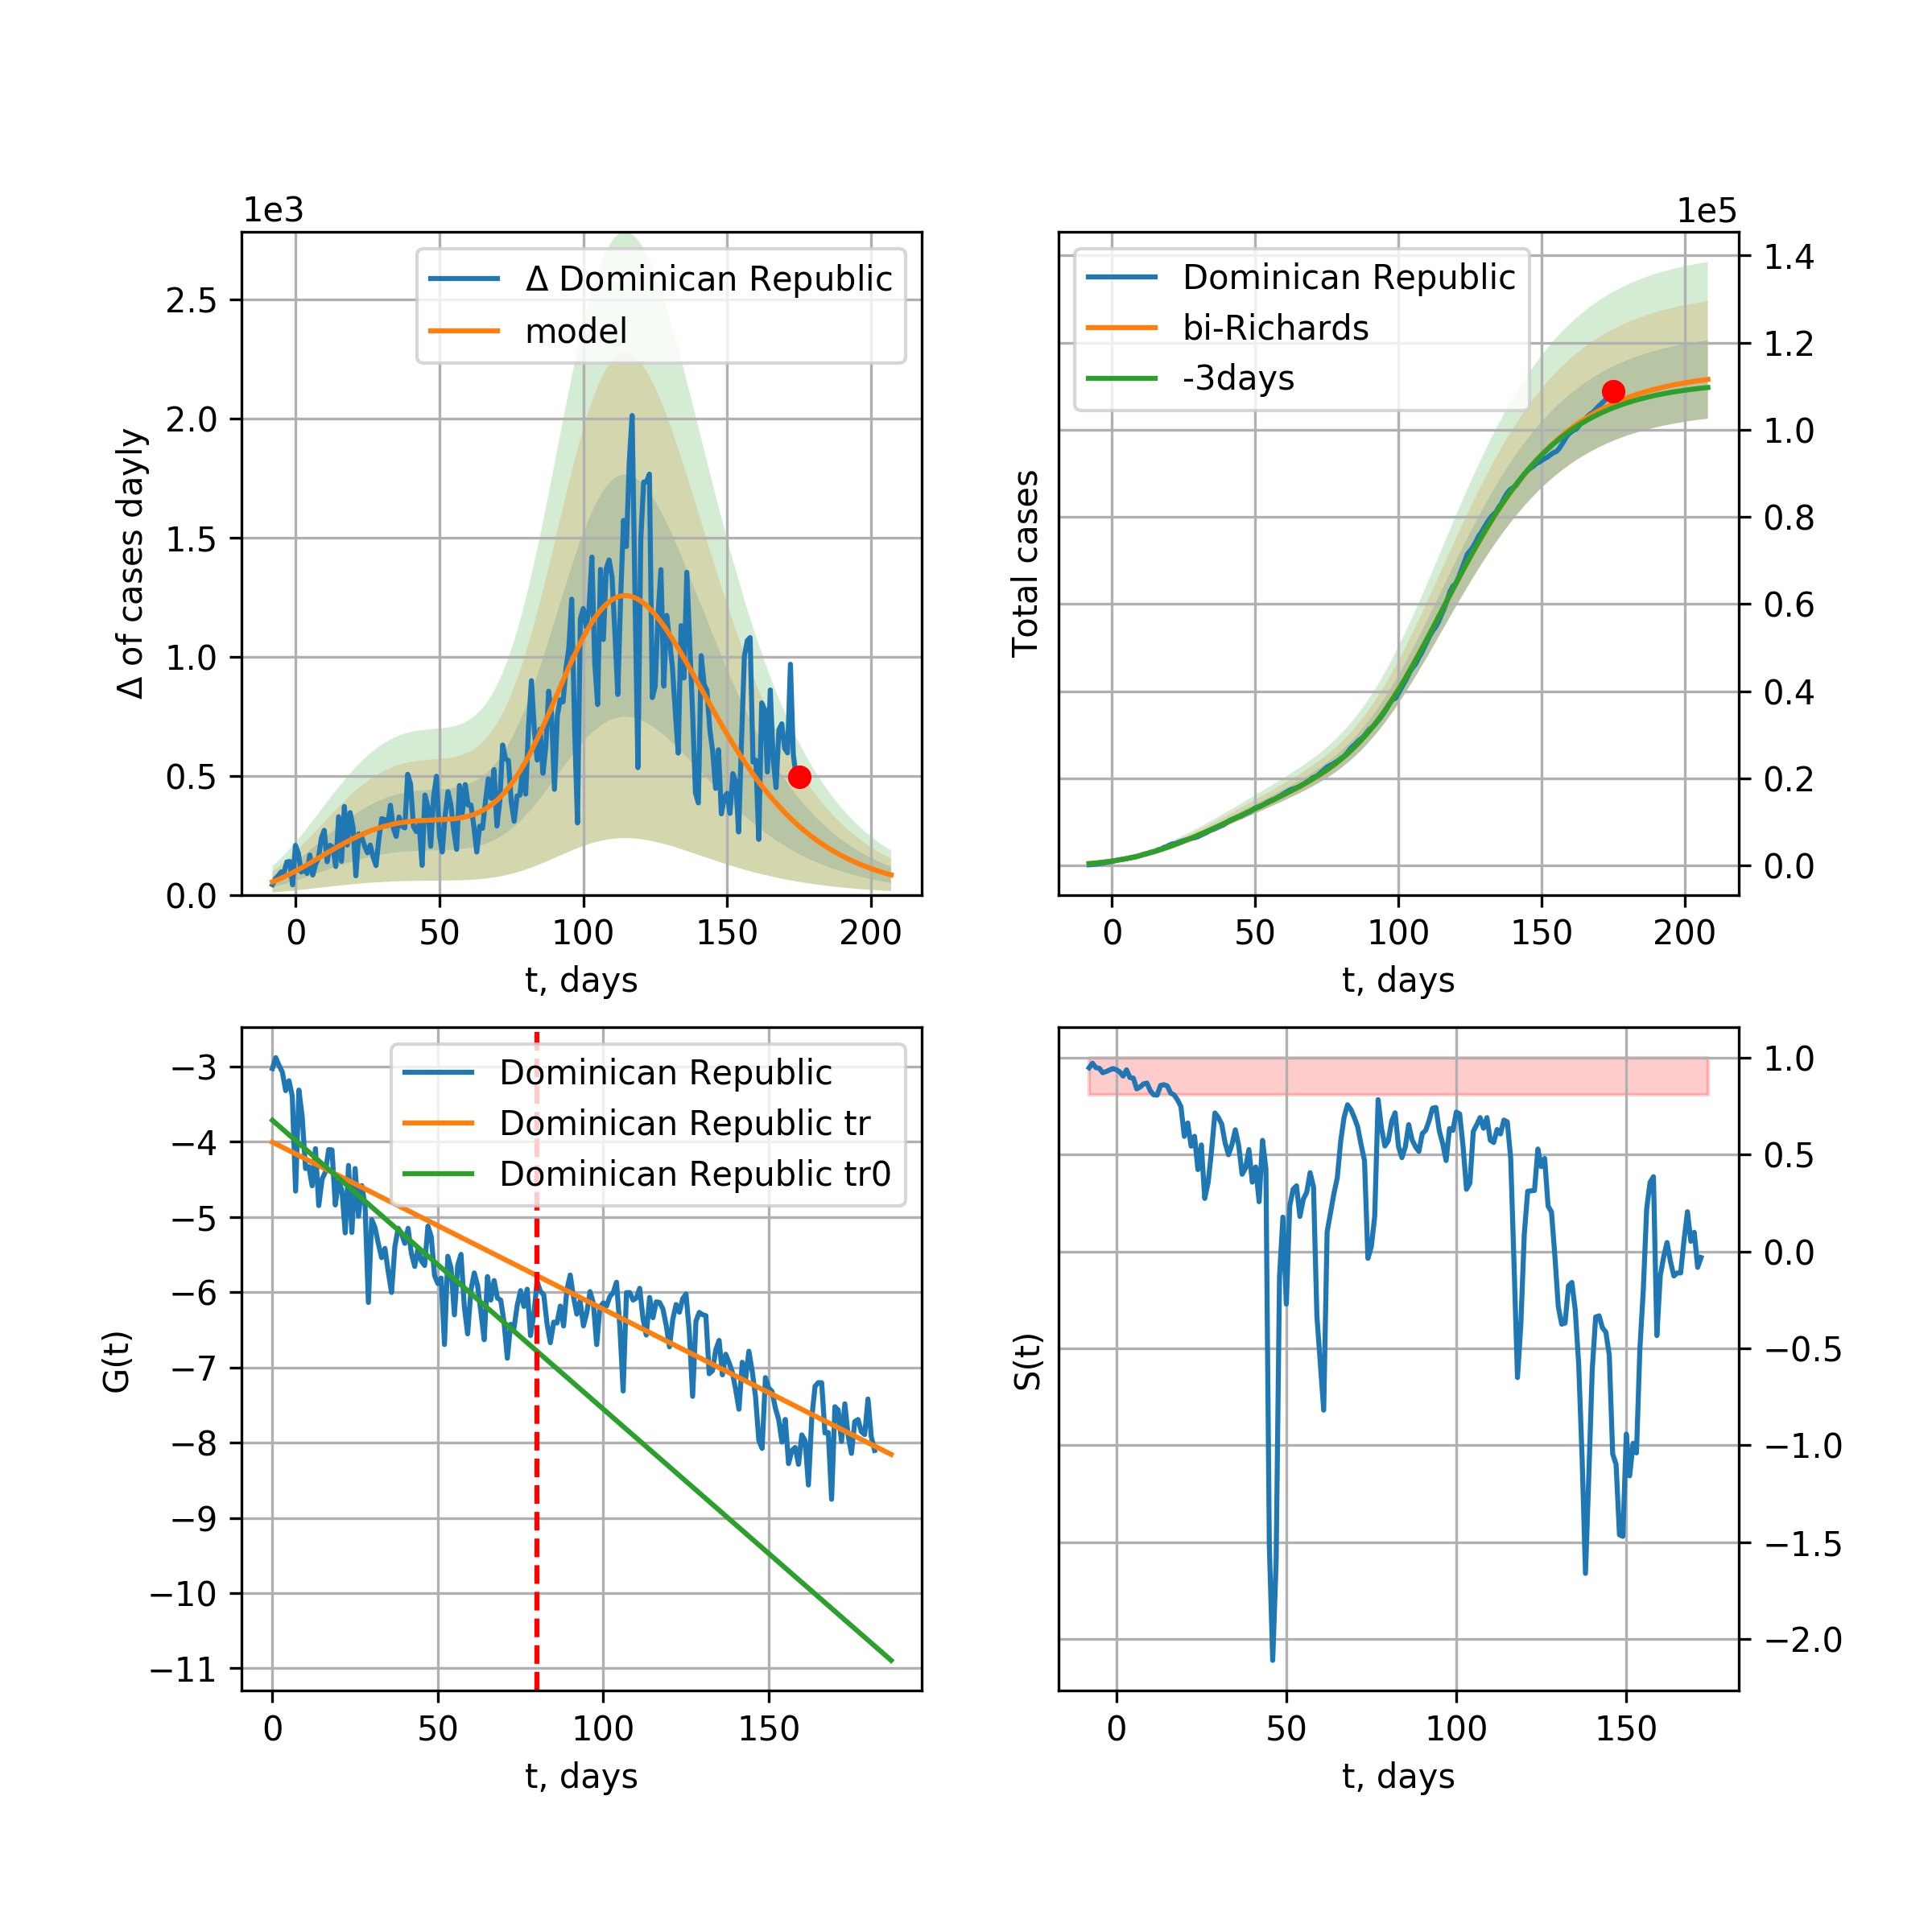 1e3
Δ of cases dayly
2.5
2.0
1.5
1.0
0.5
0.0
Δ Dominican Republic
model
0 50 100 150 200
t, days
1e5
Total cases
Dominican Republic
bi-Richards
-3days
1.4
1.2
1.0
0.8
0.6
0.4
0.2
0.0
0 50 100 150 200
t, days
G(t)
−3
−4
−5
−6
−7
−8
−9
−10
−11
Dominican Republic
Dominican Republic tr
Dominican Republic tr0
0 50 100 150
t, days
S(t)
1.0
0.5
0.0
−0.5
−1.0
−1.5
−2.0
0 50 100 150
t, days